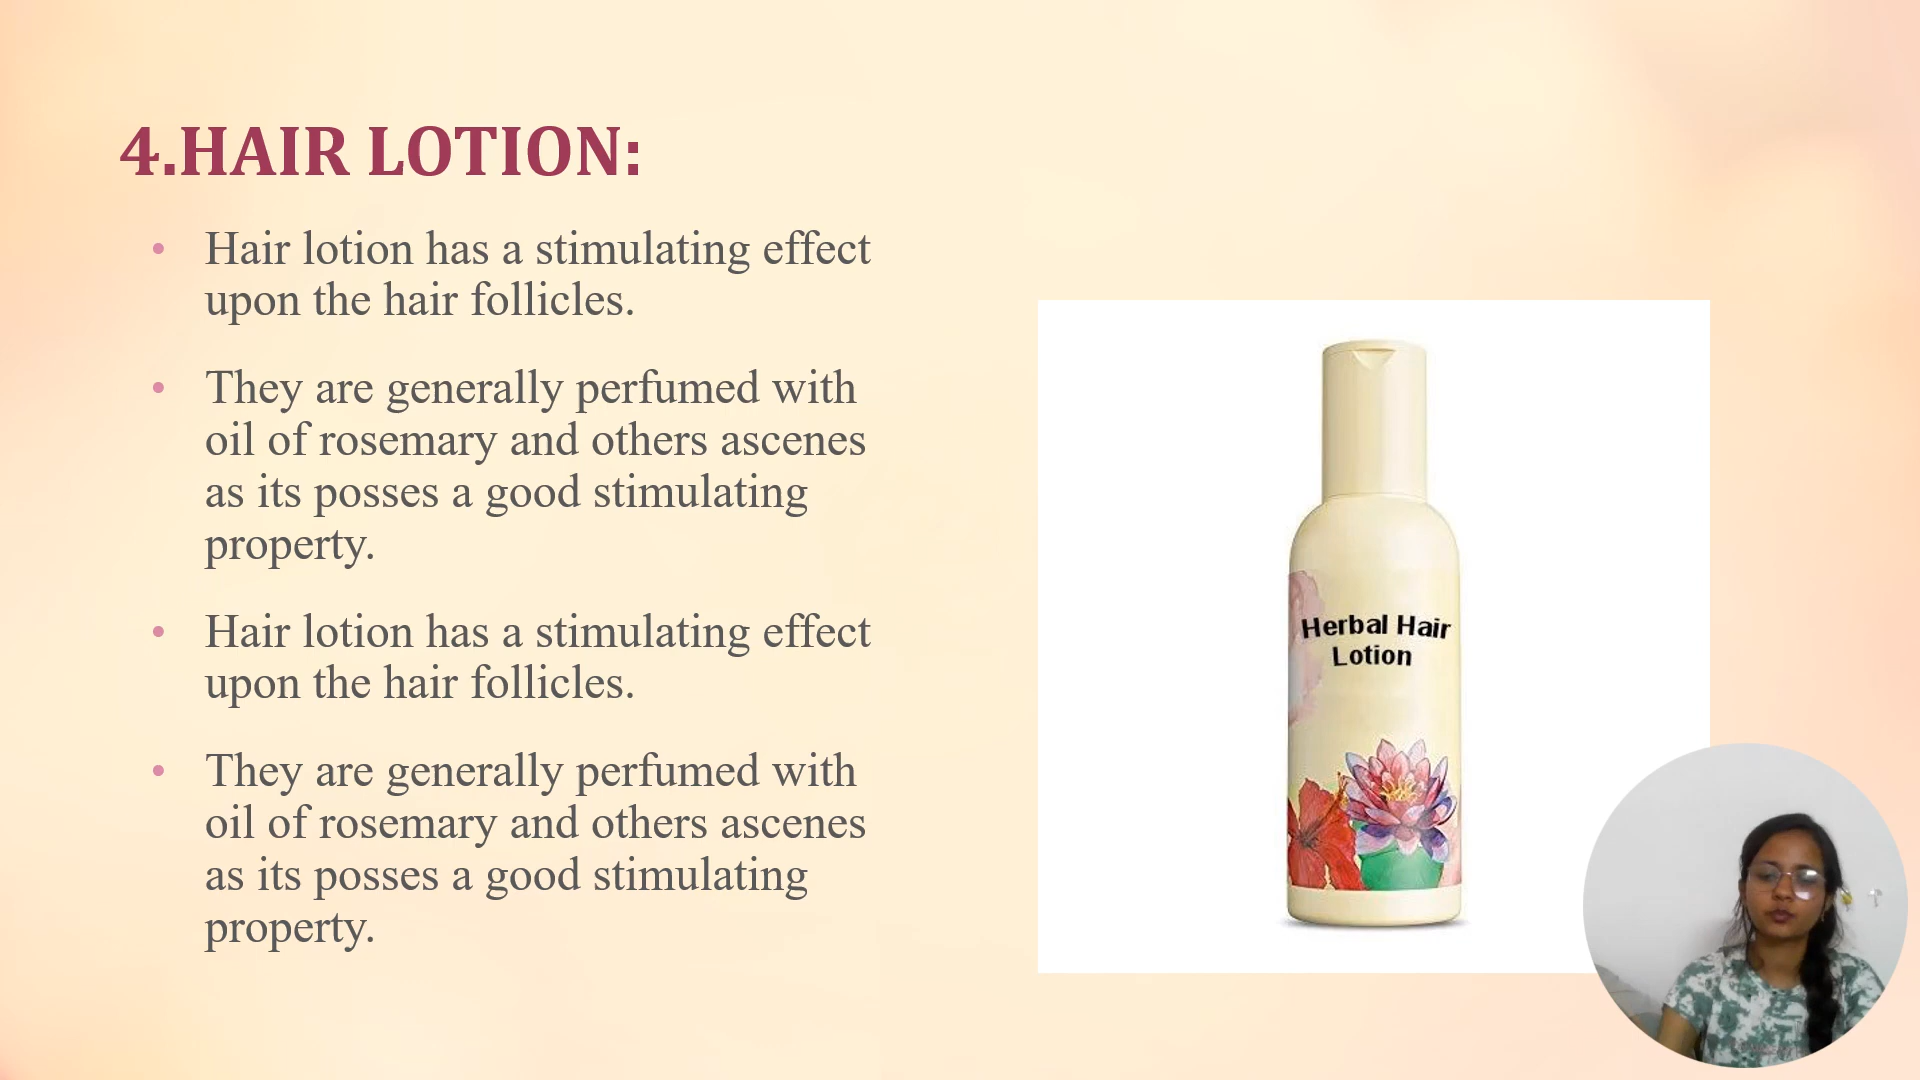 4.HAIR LOTION:
• Hair lotion has a stimulating effect
upon the hair follicles.
• They are generally perfumed with
oil of rosemary and others ascenes
as its posses a good stimulating
property.
• Hair lotion has a stimulating effect
upon the hair follicles.
• They are generally perfumed with
oil of rosemary and others ascenes
as its posses a good stimulating
property.
Herbal Hair
Lotion